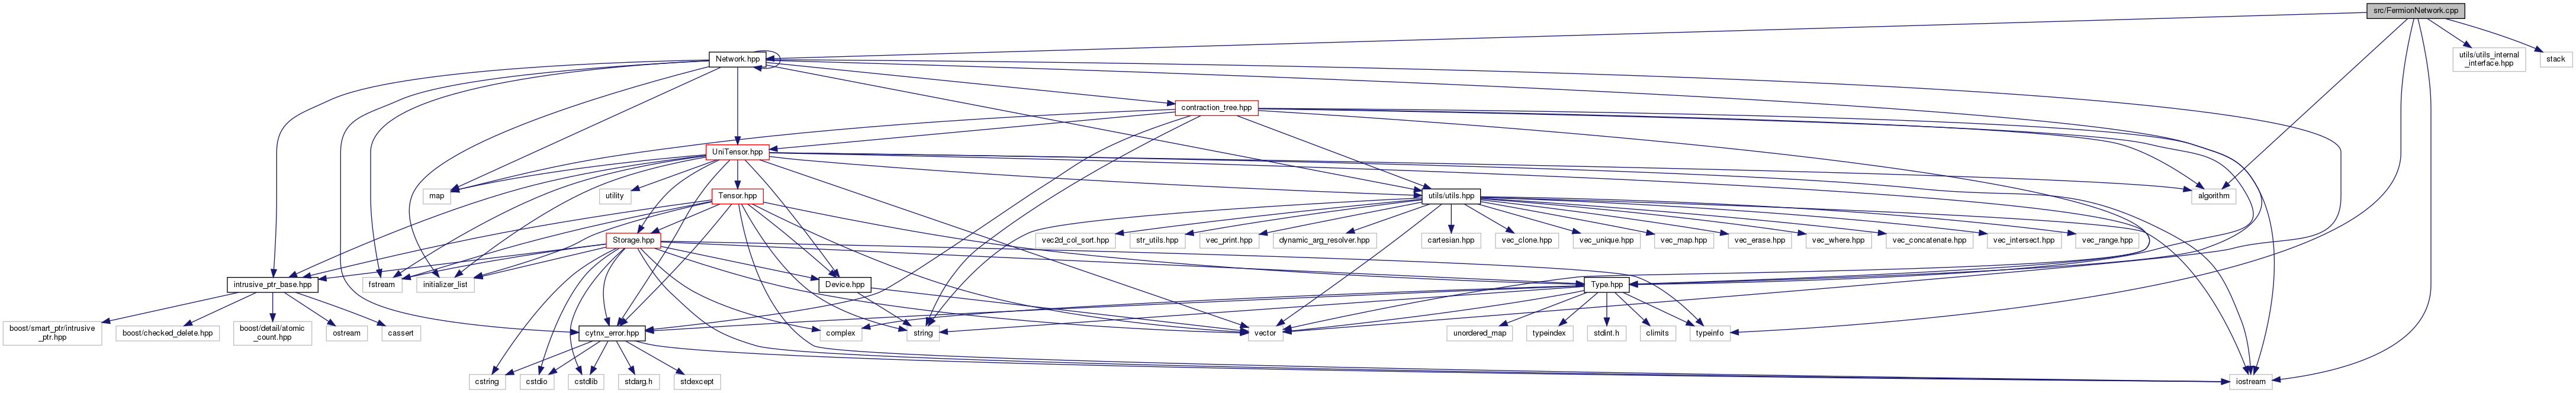 src/FermionNetwork.cpp
Network.hpp
utils/utils_internal
_interface.hpp
stack
contraction_tree.hpp
UniTensor.hpp
map
utility
Tensor.hpp
utils/utils.hpp
algorithm
Storage.hpp
vec2d_col_sort.hpp
str_utils.hpp
vec_print.hpp
dynamic_arg_resolver.hpp
cartesian.hpp
vec_clone.hpp
vec_unique.hpp
vec_map.hpp
vec_erase.hpp
vec_where.hpp
vec_concatenate.hpp
vec_intersect.hpp
vec_range.hpp
intrusive_ptr_base.hpp
fstream
initializer_list
Device.hpp
Type.hpp
boost/smart_ptr/intrusive
_ptr.hpp
boost/checked_delete.hpp
boost/detail/atomic
_count.hpp
ostream
cassert
cytnx_error.hpp
complex
string
vector
unordered_map
typeindex
stdint.h
climits
typeinfo
cstring
cstdio
cstdlib
stdarg.h
stdexcept
iostream